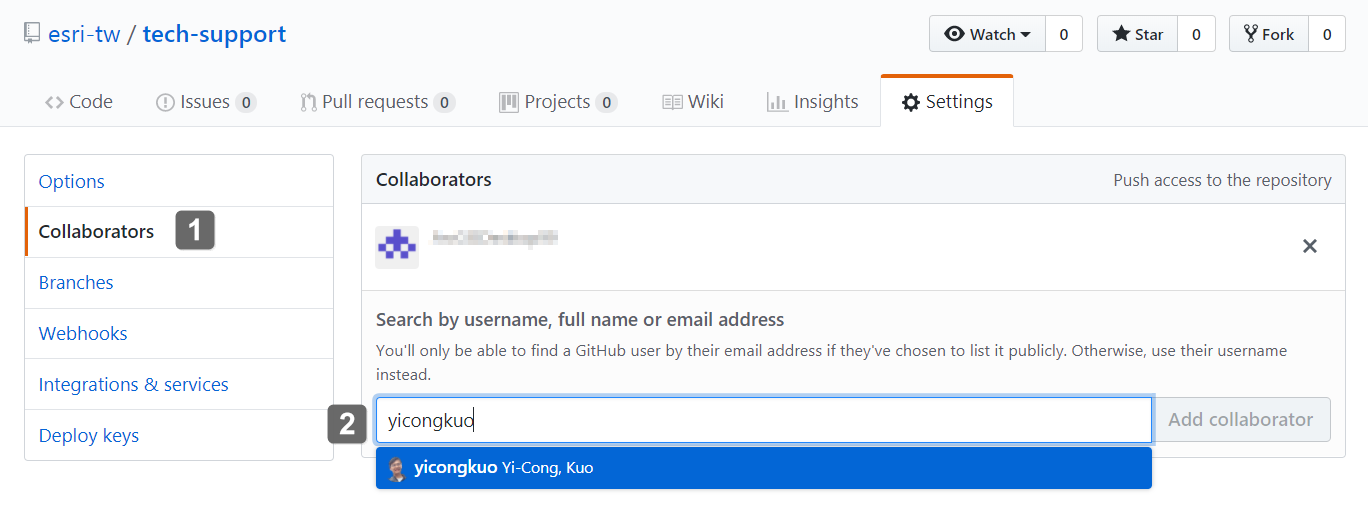 esri-tw / tech-support
Watch 0 Star 0 Fork 0
Code Issues 0 Pull requests 0 Projects 0 Wiki Insights Settings
Options
Collaborators 1
Branches
Webhooks
Integrations & services
Deploy keys
Collaborators Push access to the repository
Search by username, full name or email address
You'll only be able to find a GitHub user by their email address if they've chosen to list it publicly. Otherwise, use their username
instead.
2 yicongkuo Add collaborator
yicongkuo Yi-Cong, Kuo